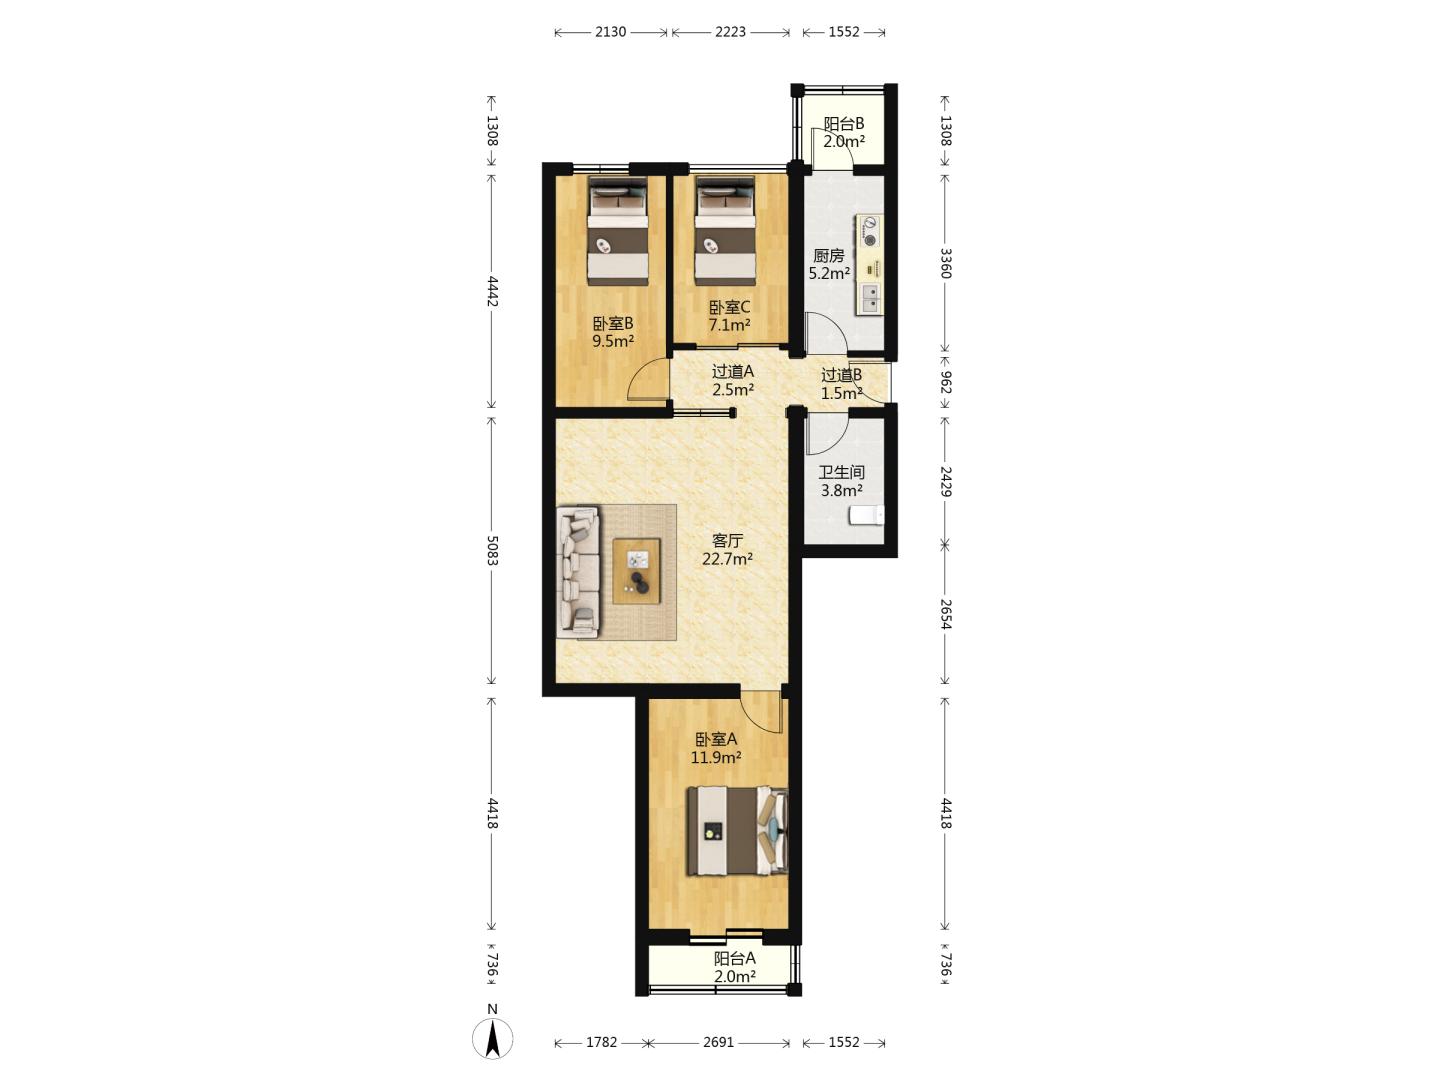 2130
2223
1552
1308
1308
阳台B
2.0m²
4442
3360
厨房
5.2m²
卧室C
7.1m²
卧室B
9.5m²
过道A
2.5m²
过道B
1.5m²
962
卫生间
3.8m²
2429
5083
客厅
22.7m²
2654
卧室A
11.9m²
4418
4418
阳台A
2.0m²
736
736
N
1782
2691
1552